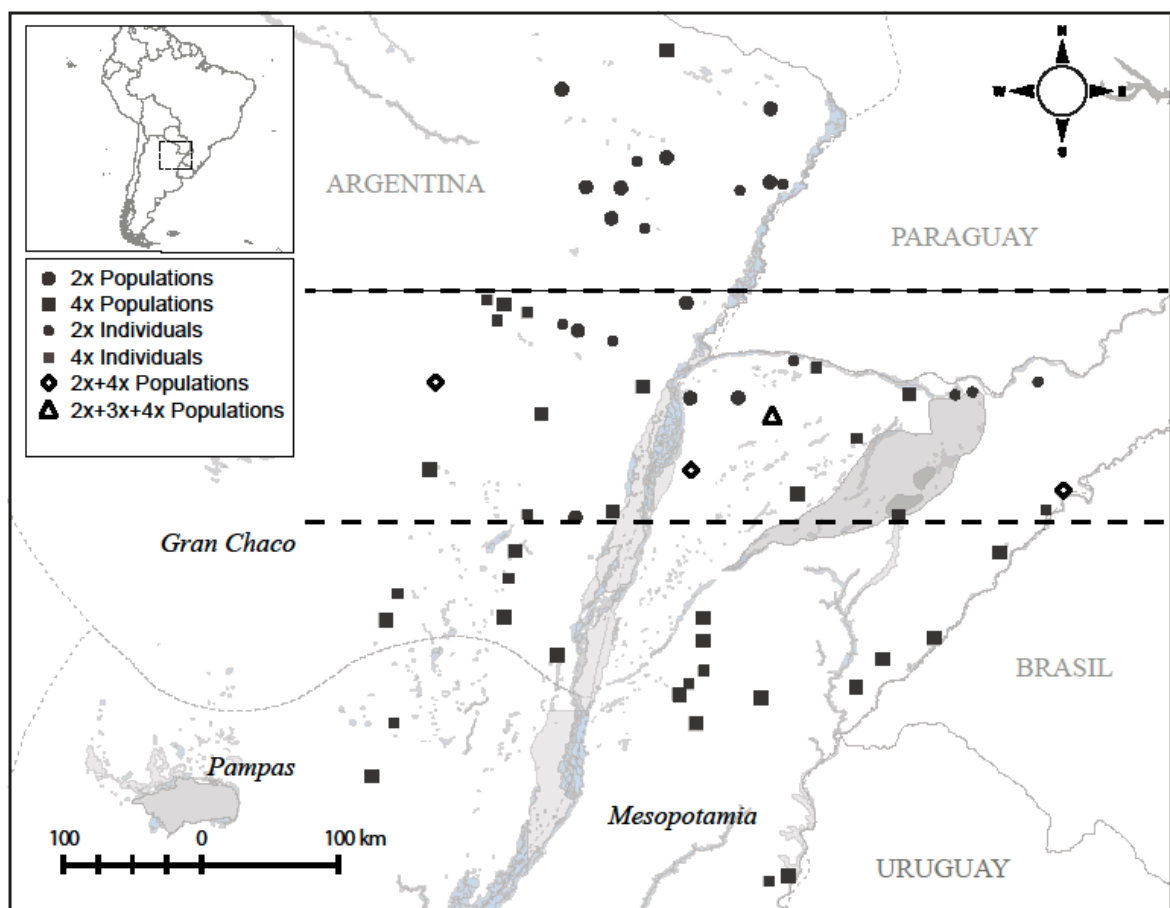 N
W
E
S
ARGENTINA
PARAGUAY
2x Populations
4x Populations
2x Individuals
4x Individuals
2x+4x Populations
2x+3x+4x Populations
Gran Chaco
BRASIL
Pampas
Mesopotamia
100 0 100 km
URUGUAY